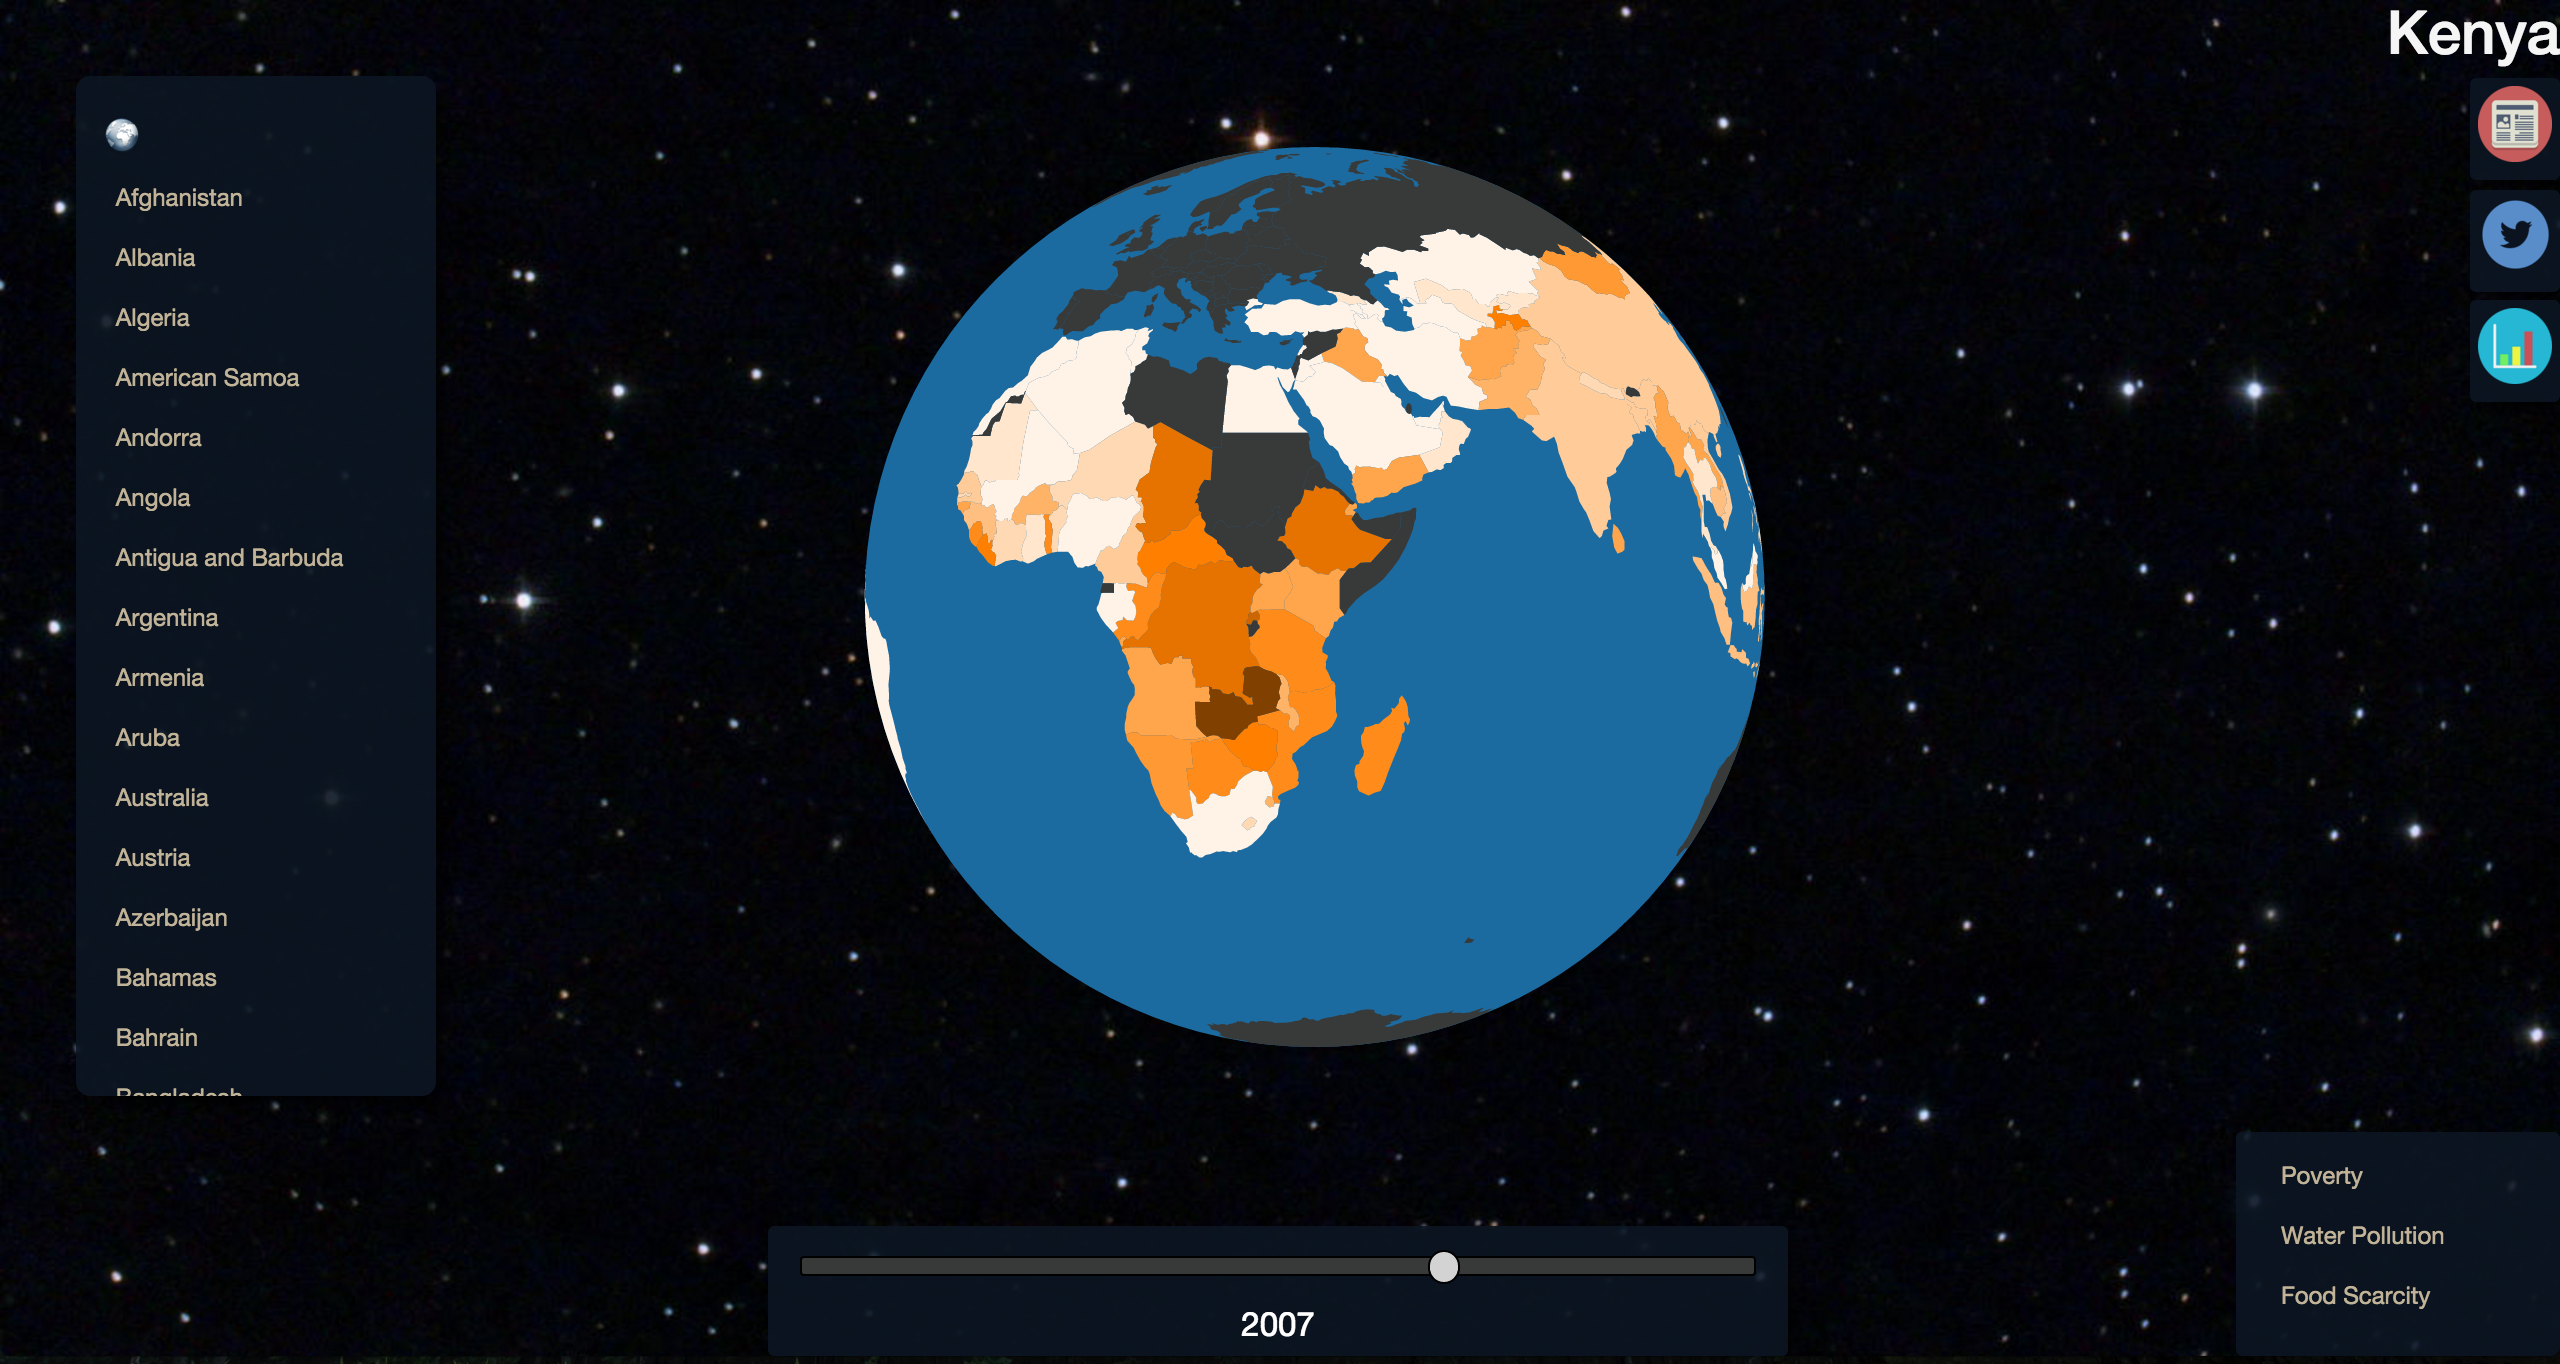 Kenya
Afghanistan
Albania
Algeria
American Samoa
Andorra
Angola
Antigua and Barbuda
Argentina
Armenia
Aruba
Australia
Austria
Azerbaijan
Bahamas
Bahrain
Bangladesh
2007
Poverty
Water Pollution
Food Scarcity